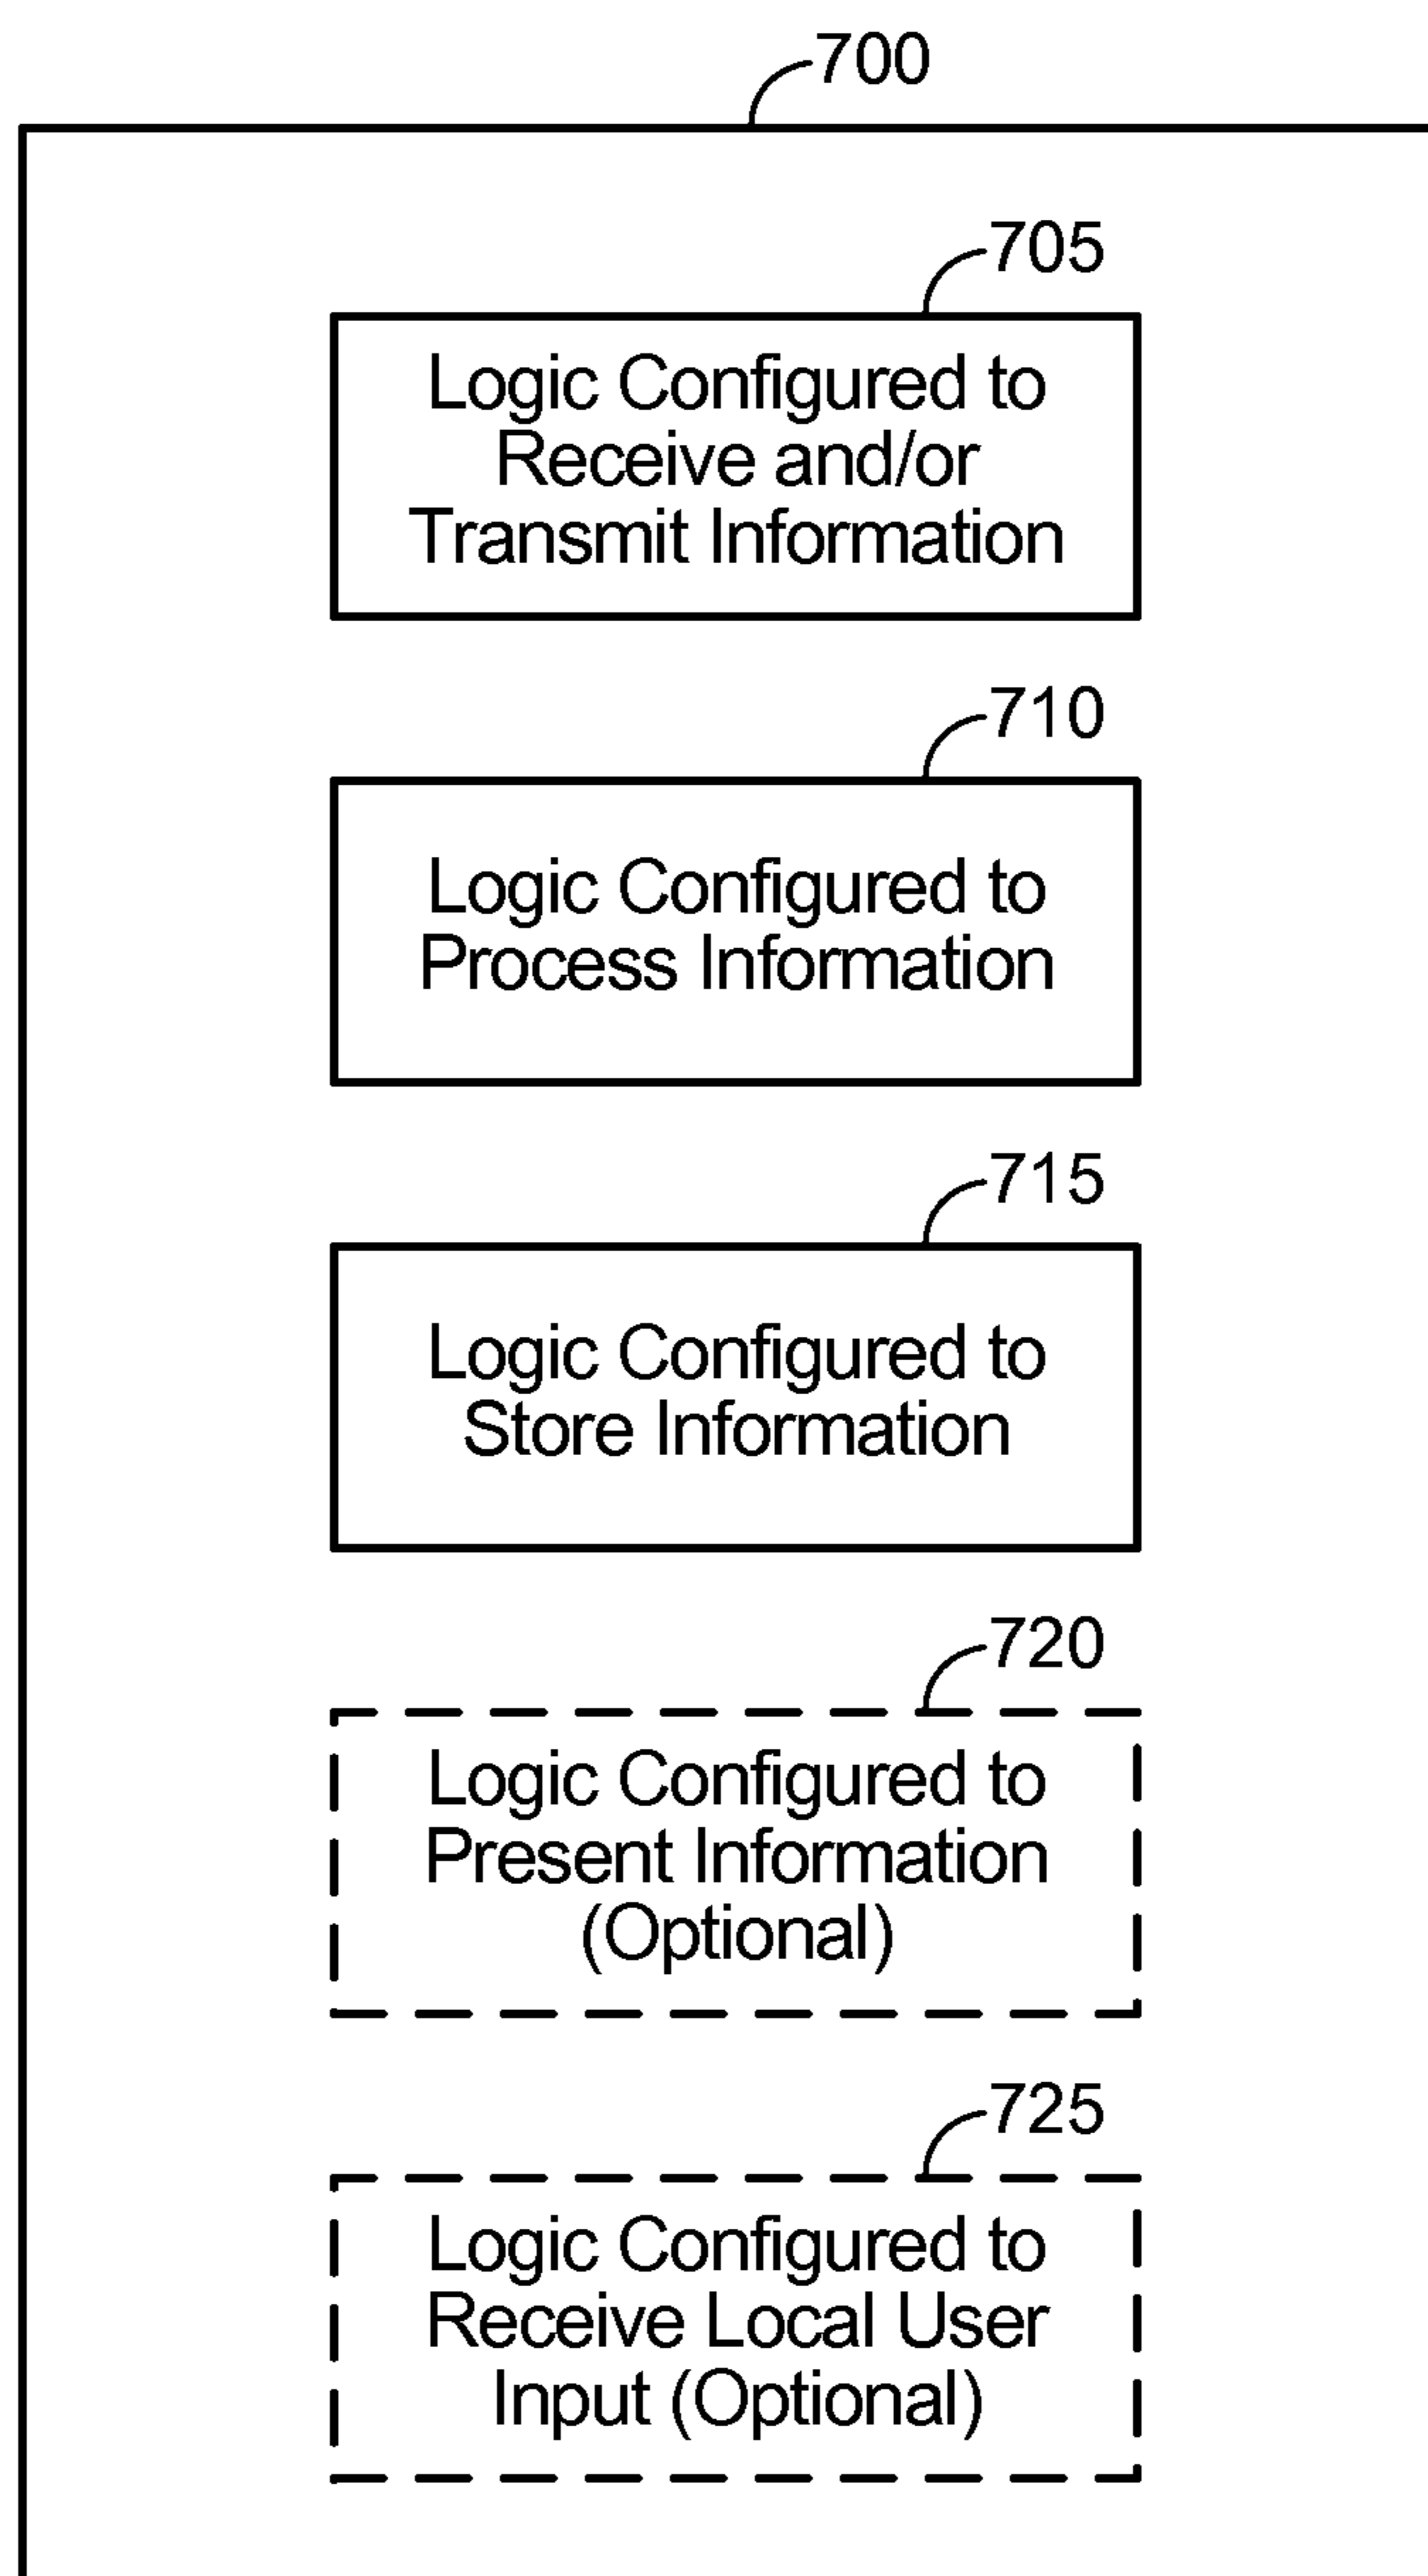 700
705
Logic Configured to
Receive and/or
Transmit Information
710
Logic Configured to
Process Information
715
Logic Configured to
Store Information
720
Logic Configured to
Present Information
(Optional)
725
Logic Configured to
Receive Local User
Input (Optional)